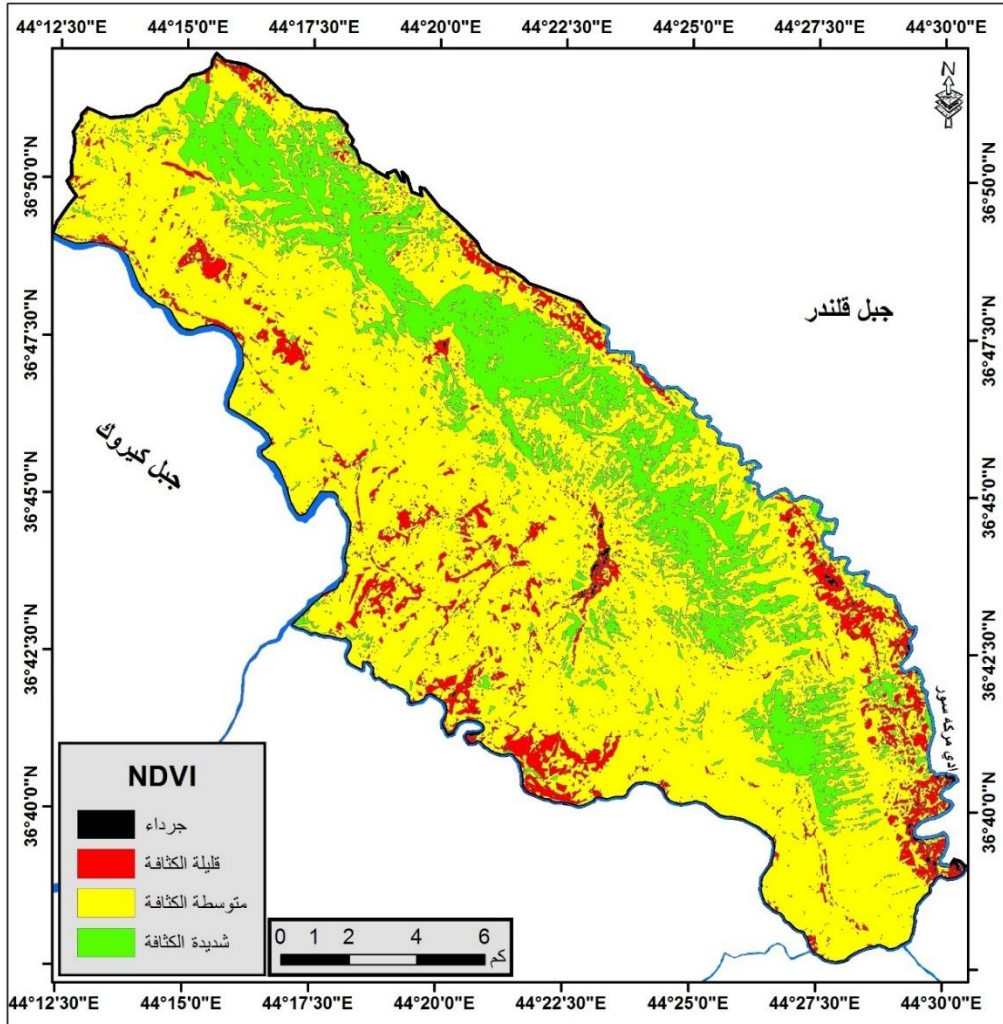 44°12'30"E 44°15'0"E 44°17'30"E 44°20'0"E 44°22'30"E 44°25'0"E 44°27'30"E 44°30'0"E
N
36°50'0"N
36°50'0"N
جبل قلندر
36°47'30"N
36°47'30"N
جبل كيروك
36°45'0"N
36°45'0"N
36°42'30"N
36°42'30"N
وادي مركه سور
36°40'0"N
36°40'0"N
NDVI
جرداء
قليلة الكثافة
متوسطة الكثافة
شديدة الكثافة
0 1 2 4 6
كم
44°12'30"E 44°15'0"E 44°17'30"E 44°20'0"E 44°22'30"E 44°25'0"E 44°27'30"E 44°30'0"E